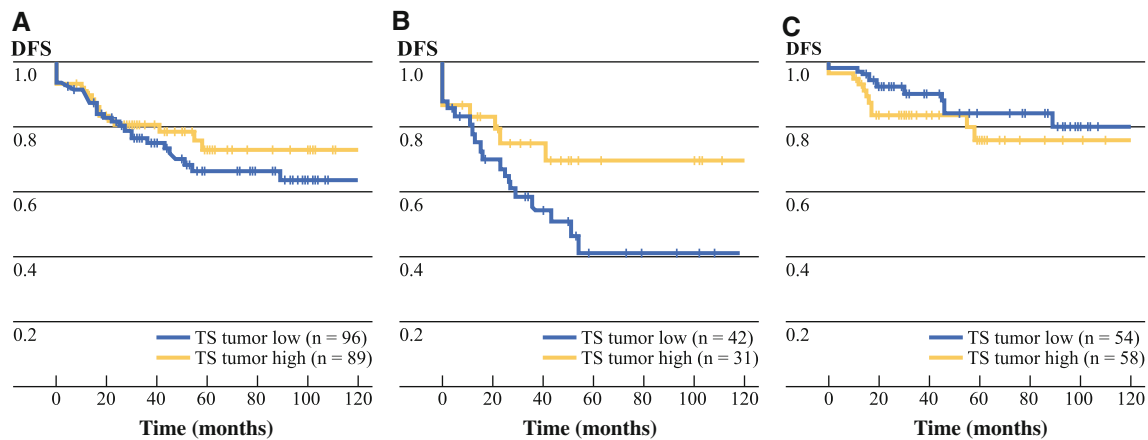 A
DFS
1.0
0.8
0.6
0.4
0.2
TS tumor low (n = 96)
TS tumor high (n = 89)
0 20 40 60 80 100 120
Time (months)
B
DFS
1.0
0.8
0.6
0.4
0.2
TS tumor low (n = 42)
TS tumor high (n = 31)
0 20 40 60 80 100 120
Time (months)
C
DFS
1.0
0.8
0.6
0.4
0.2
TS tumor low (n = 54)
TS tumor high (n = 58)
0 20 40 60 80 100 120
Time (months)